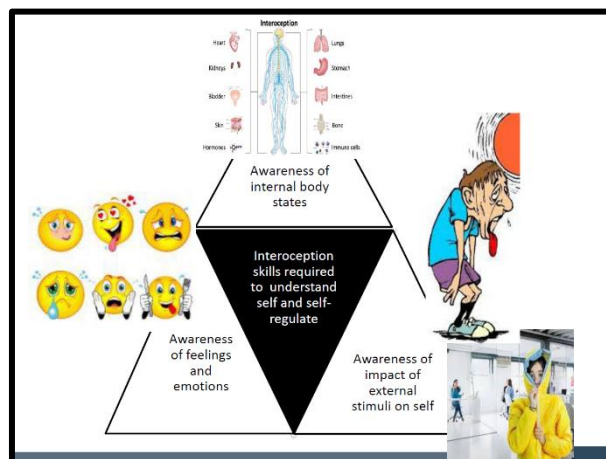 Interoception
Heart
Lungs
Kidneys
Stomach
Bladder
Intestines
Skin
Bone
Hormones
Immune cells
Awareness of
internal body
states
Interoception
skills required
to understand
self and self-
regulate
Awareness
of feelings
and
emotions
Awareness of
impact of
external
stimuli on self